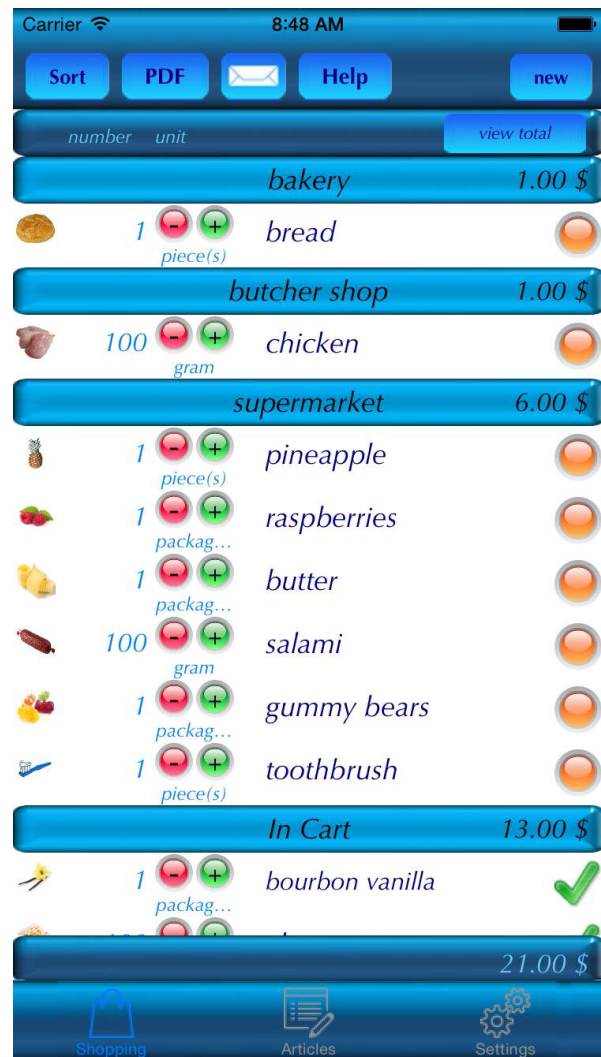 Carrier 8:48 AM
Sort PDF Help new
number unit view total
bakery 1.00 $
1 - + bread
piece(s)
butcher shop 1.00 $
100 - + chicken
gram
supermarket 6.00 $
1 - + pineapple
piece(s)
1 - + raspberries
packag...
1 - + butter
packag...
100 - + salami
gram
1 - + gummy bears
packag...
1 - + toothbrush
piece(s)
In Cart 13.00 $
1 - + bourbon vanilla
packag...
21.00 $
Shopping Articles Settings